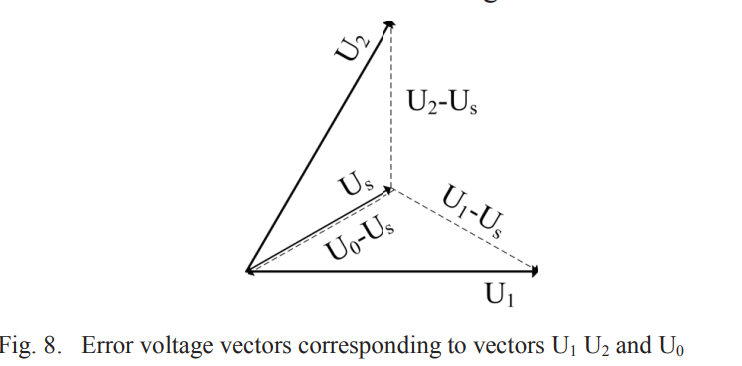 U₂
U₂-Uₛ
Uₛ
U₁-Uₛ
U₀-Uₛ
U₁
Fig. 8. Error voltage vectors corresponding to vectors U₁ U₂ and U₀